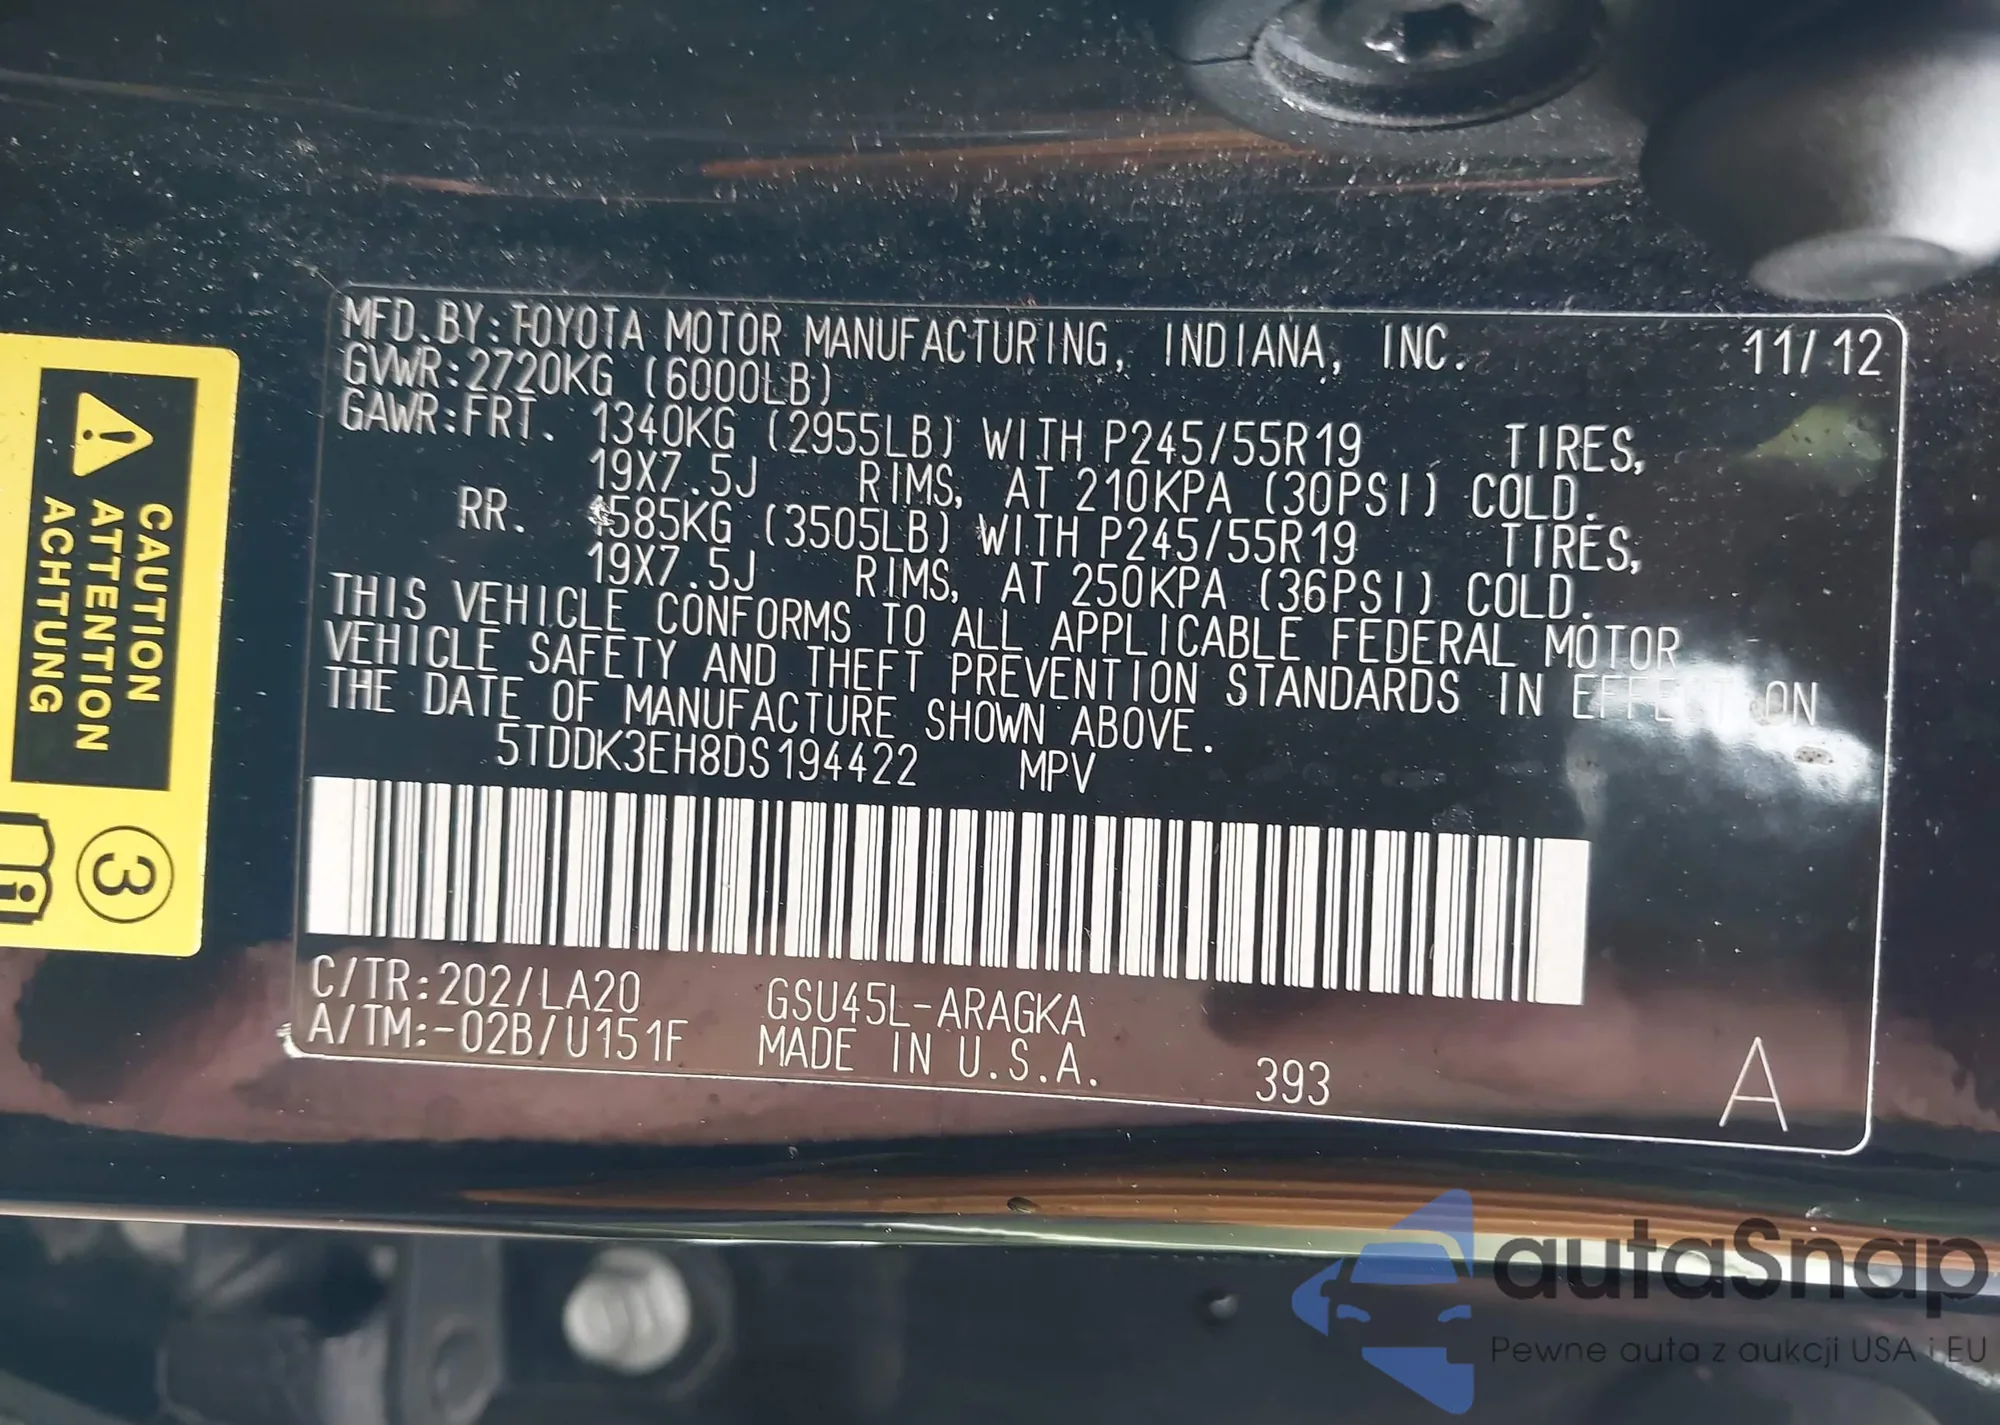 MFD.BY:TOYOTA MOTOR MANUFACTURING, INDIANA, INC. 11/12
GVWR:2720KG (6000LB)
GAWR:FRT. 1340KG (2955LB) WITH P245/55R19 TIRES,
19X7.5J RIMS, AT 210KPA (30PSI) COLD.
RR. 1585KG (3505LB) WITH P245/55R19 TIRES,
19X7.5J RIMS, AT 250KPA (36PSI) COLD.
THIS VEHICLE CONFORMS TO ALL APPLICABLE FEDERAL MOTOR
VEHICLE SAFETY AND THEFT PREVENTION STANDARDS IN EFFECT ON
THE DATE OF MANUFACTURE SHOWN ABOVE.
5TDDK3EH8DS194422 MPV
C/TR:202/LA20 GSU45L-ARAGKA
A/TM:-02B/U151F MADE IN U.S.A. 393 A
CAUTION
ATTENTION
ACHTUNG
3
i
autaSnap
Pewne auta z aukcji USA i EU